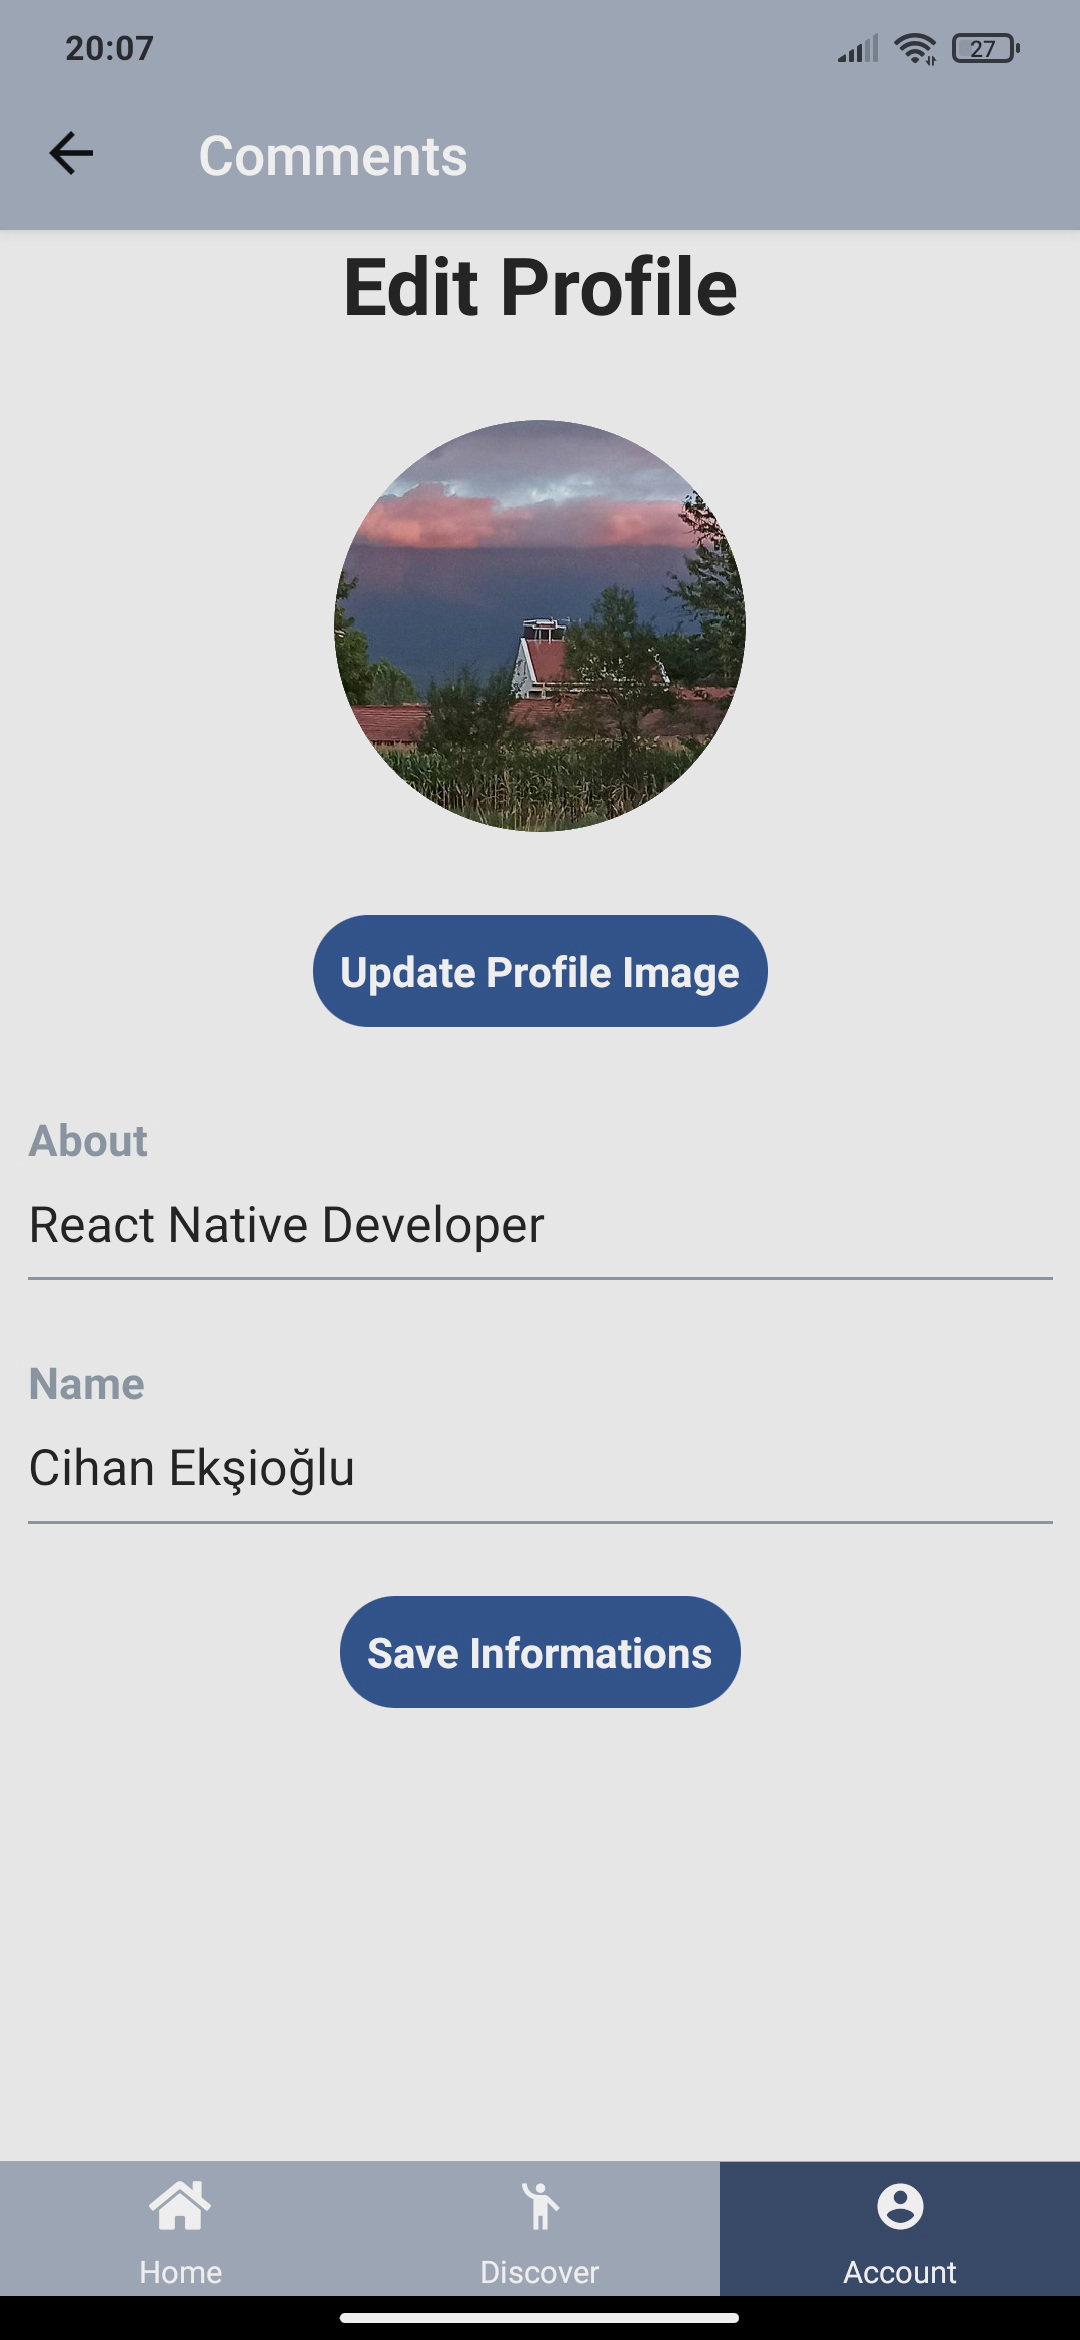 20:07
27
Comments
Edit Profile
Update Profile Image
About
React Native Developer
Name
Cihan Ekşioğlu
Save Informations
Home
Discover
Account